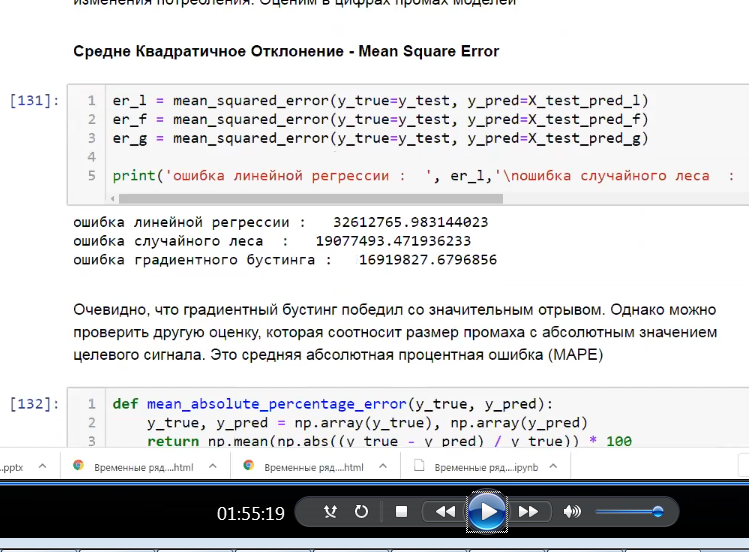 изменения потребления. Оценим в цифрах промах моделей
Средне Квадратичное Отклонение - Mean Square Error
[131]:
1 er_l = mean_squared_error(y_true=y_test, y_pred=X_test_pred_l)
2 er_f = mean_squared_error(y_true=y_test, y_pred=X_test_pred_f)
3 er_g = mean_squared_error(y_true=y_test, y_pred=X_test_pred_g)
4
5 print('ошибка линейной регрессии :  ', er_l,'\nошибка случайного леса  :
ошибка линейной регрессии :   32612765.983144023
ошибка случайного леса  :   19077493.471936233
ошибка градиентного бустинга :   16919827.6796856
Очевидно, что градиентный бустинг победил со значительным отрывом. Однако можно
проверить другую оценку, которая соотносит размер промаха с абсолютным значением
целевого сигнала. Это средняя абсолютная процентная ошибка (MAPE)
[132]:
1 def mean_absolute_percentage_error(y_true, y_pred):
2     y_true, y_pred = np.array(y_true), np.array(y_pred)
3     return np.mean(np.abs((y_true - y_pred) / y_true)) * 100
..pptx Временные ряд....html Временные ряд....html Временные ряд....ipynb
01:55:19